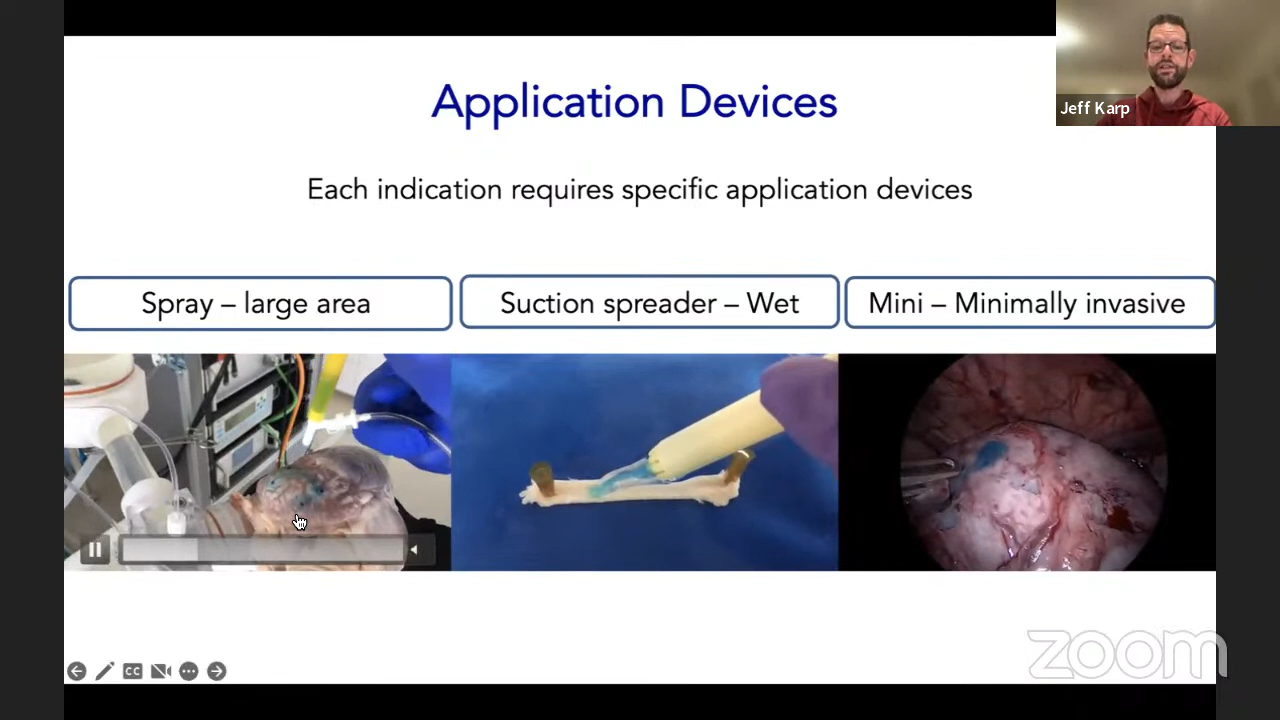 Application Devices
Jeff Karp
Each indication requires specific application devices
Spray – large area
Suction spreader – Wet
Mini – Minimally invasive
CC
zoom